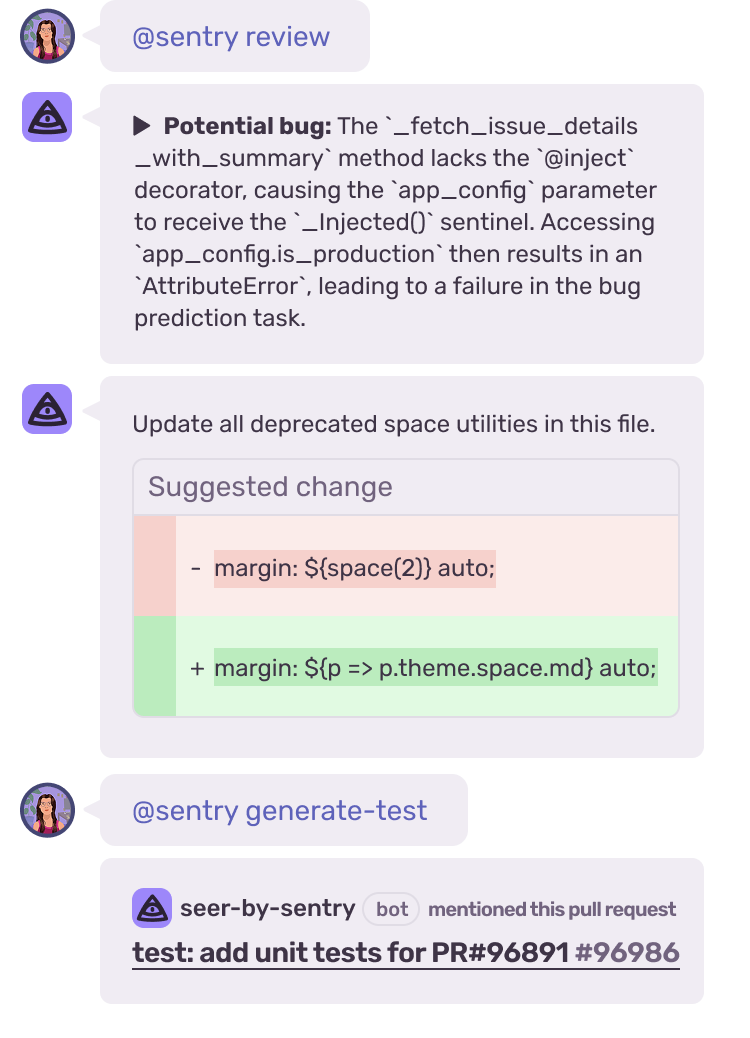 @sentry review
▶ Potential bug: The `_fetch_issue_details
_with_summary` method lacks the `@inject`
decorator, causing the `app_config` parameter
to receive the `_Injected()` sentinel. Accessing
`app_config.is_production` then results in an
`AttributeError`, leading to a failure in the bug
prediction task.
Update all deprecated space utilities in this file.
Suggested change
- margin: ${space(2)} auto;
+ margin: ${p => p.theme.space.md} auto;
@sentry generate-test
seer-by-sentry bot mentioned this pull request
test: add unit tests for PR#96891 #96986